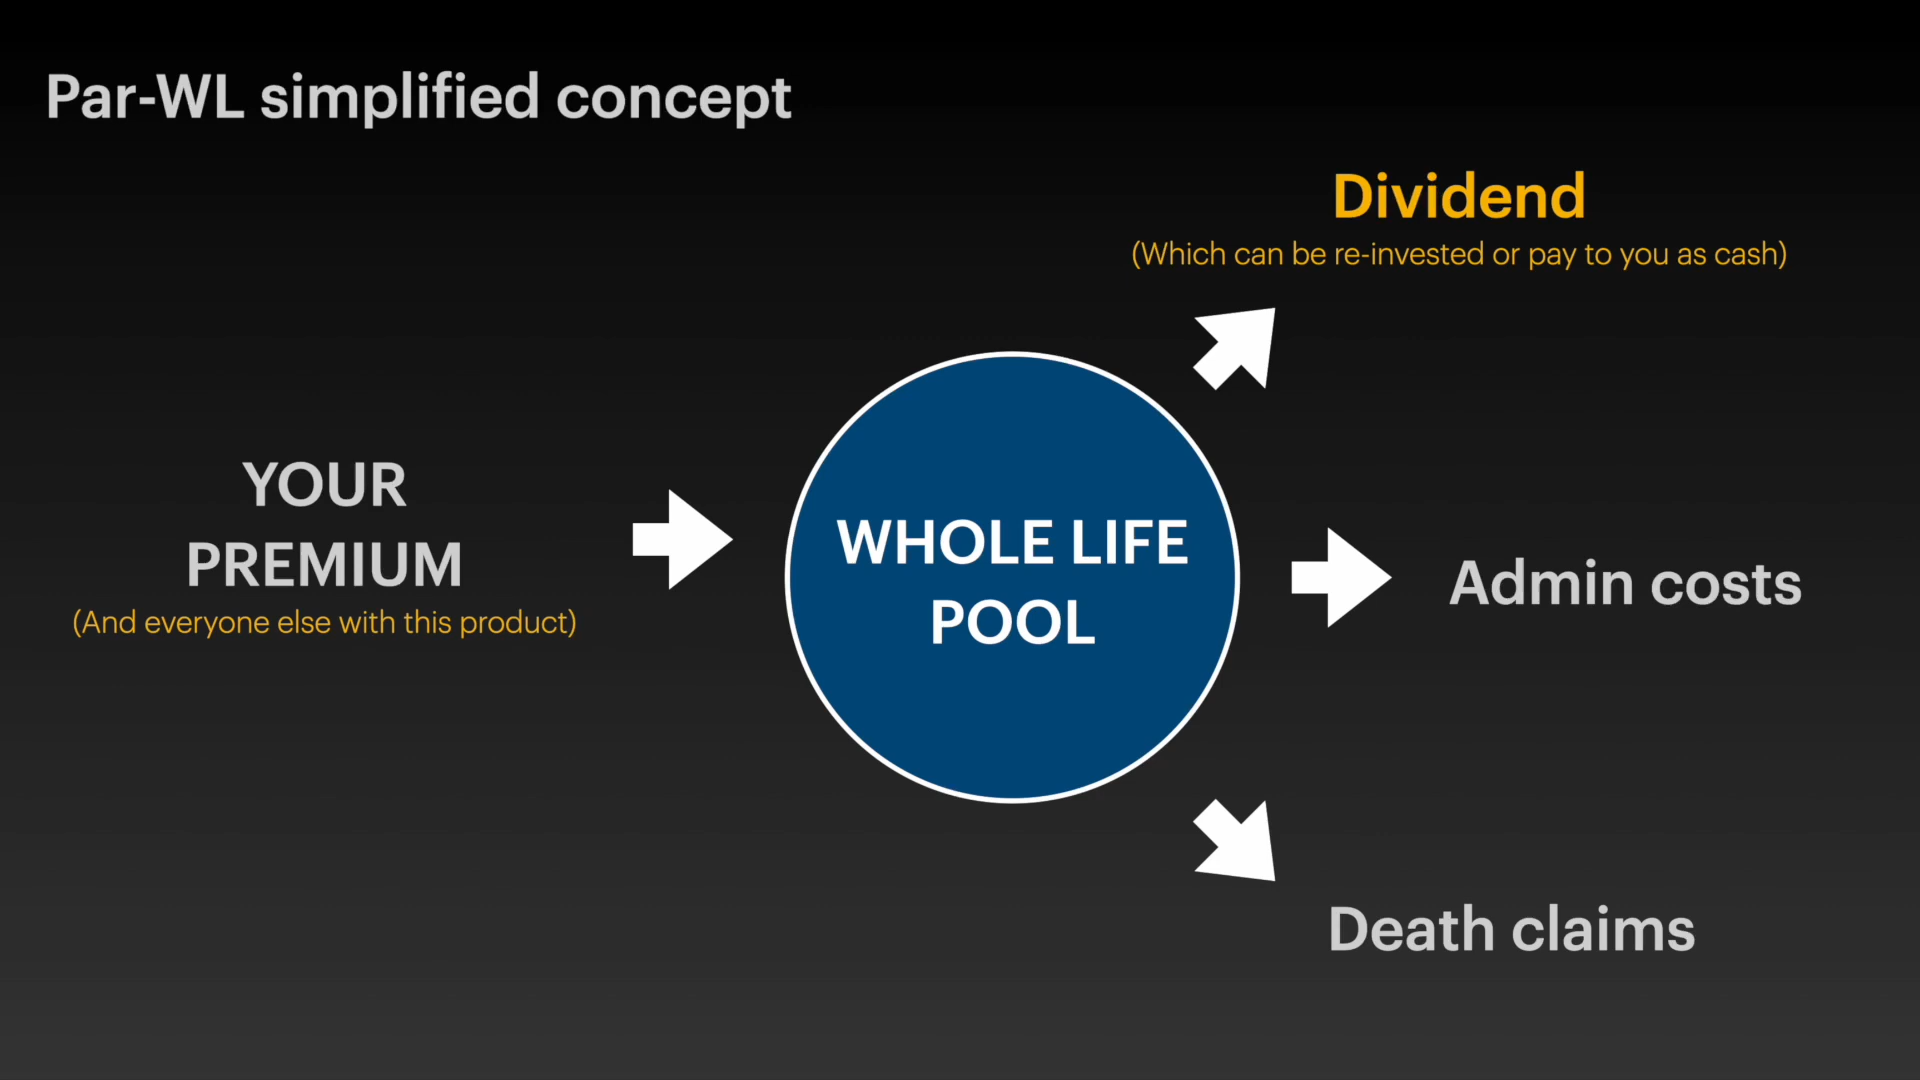 Par-WL simplified concept
Dividend
(Which can be re-invested or pay to you as cash)
YOUR
PREMIUM
(And everyone else with this product)
WHOLE LIFE
POOL
Admin costs
Death claims